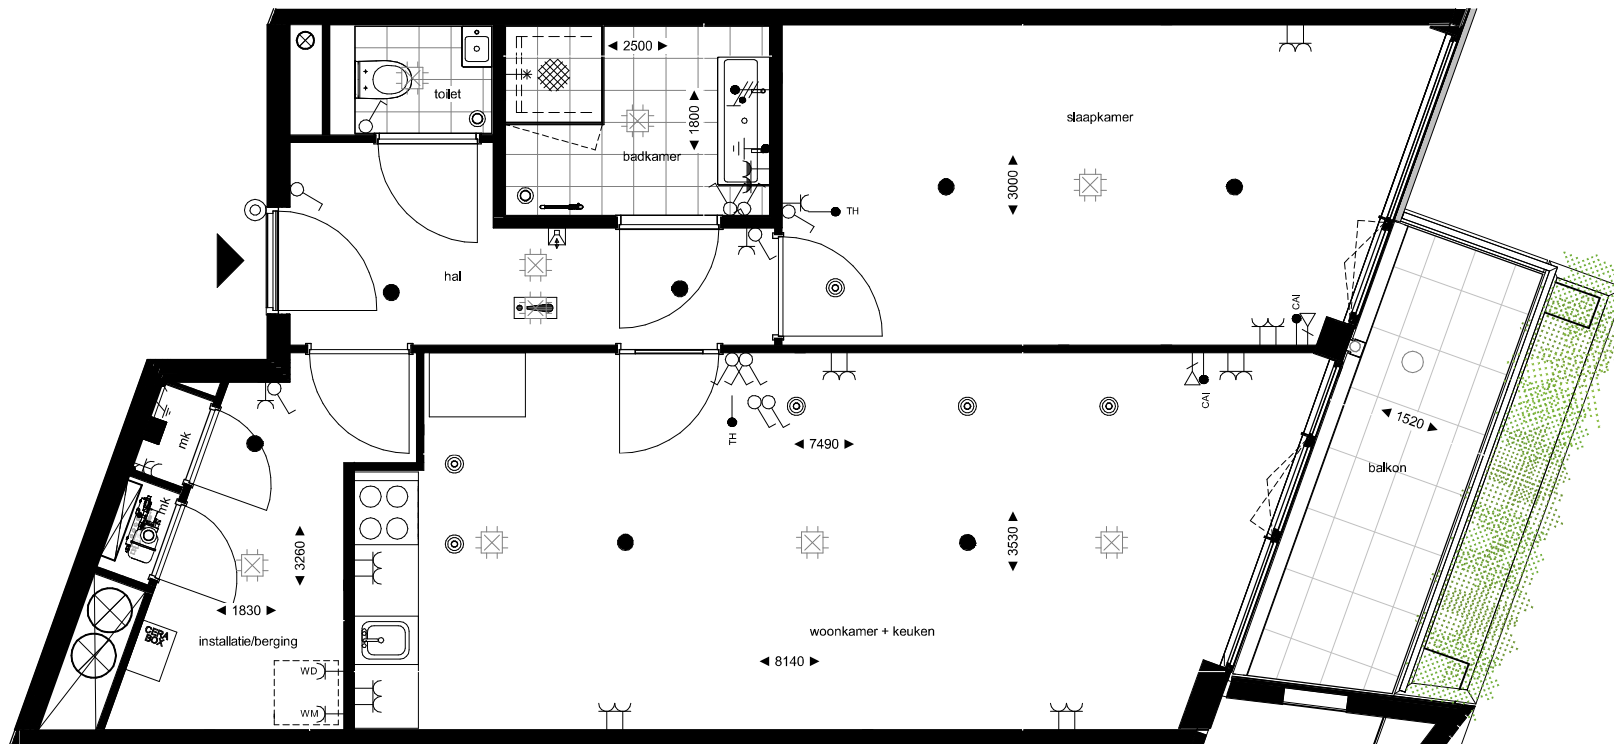 2500
toilet
1800
badkamer
slaapkamer
3000
TH
hal
CAI
CAI
TH
7490
1520
balkon
mk
mk
3260
3530
1830
CERA
BOX
installatie/berging
woonkamer + keuken
8140
WD
WM